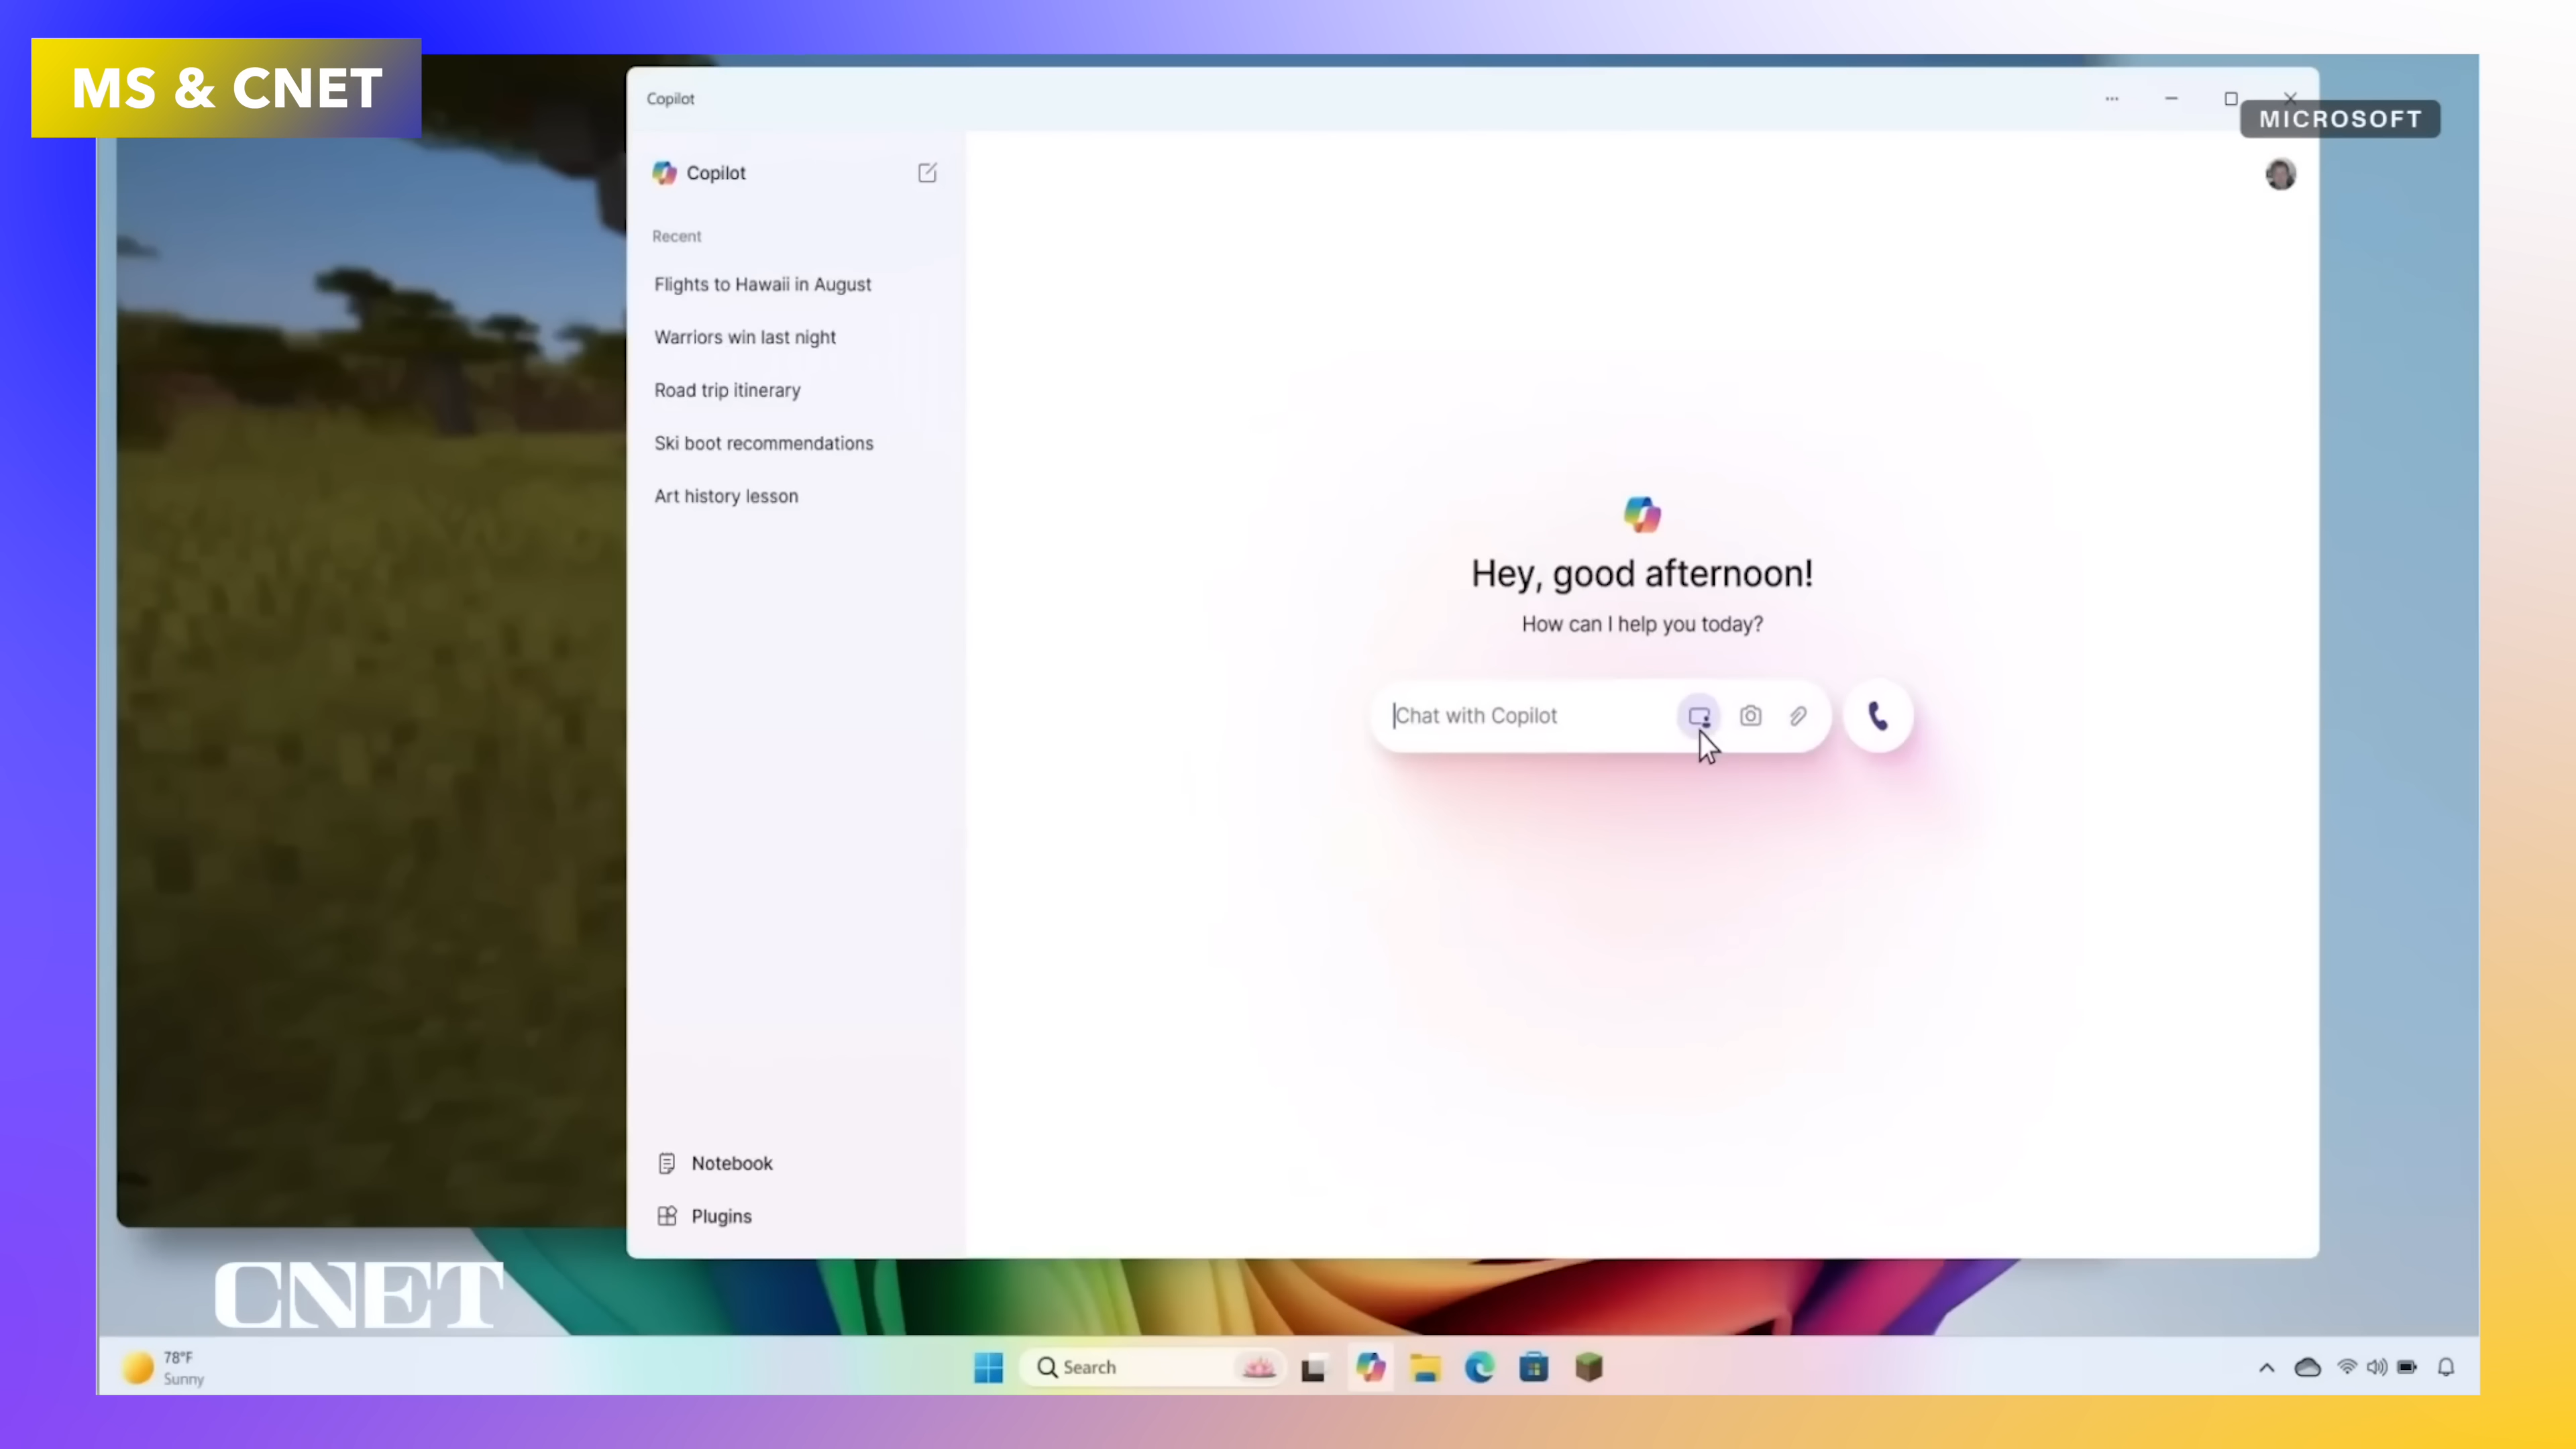 MS & CNET
Copilot
MICROSOFT
Copilot
Recent
Flights to Hawaii in August
Warriors win last night
Road trip itinerary
Ski boot recommendations
Art history lesson
Hey, good afternoon!
How can I help you today?
Chat with Copilot
Notebook
Plugins
CNET
78°F
Sunny
Search